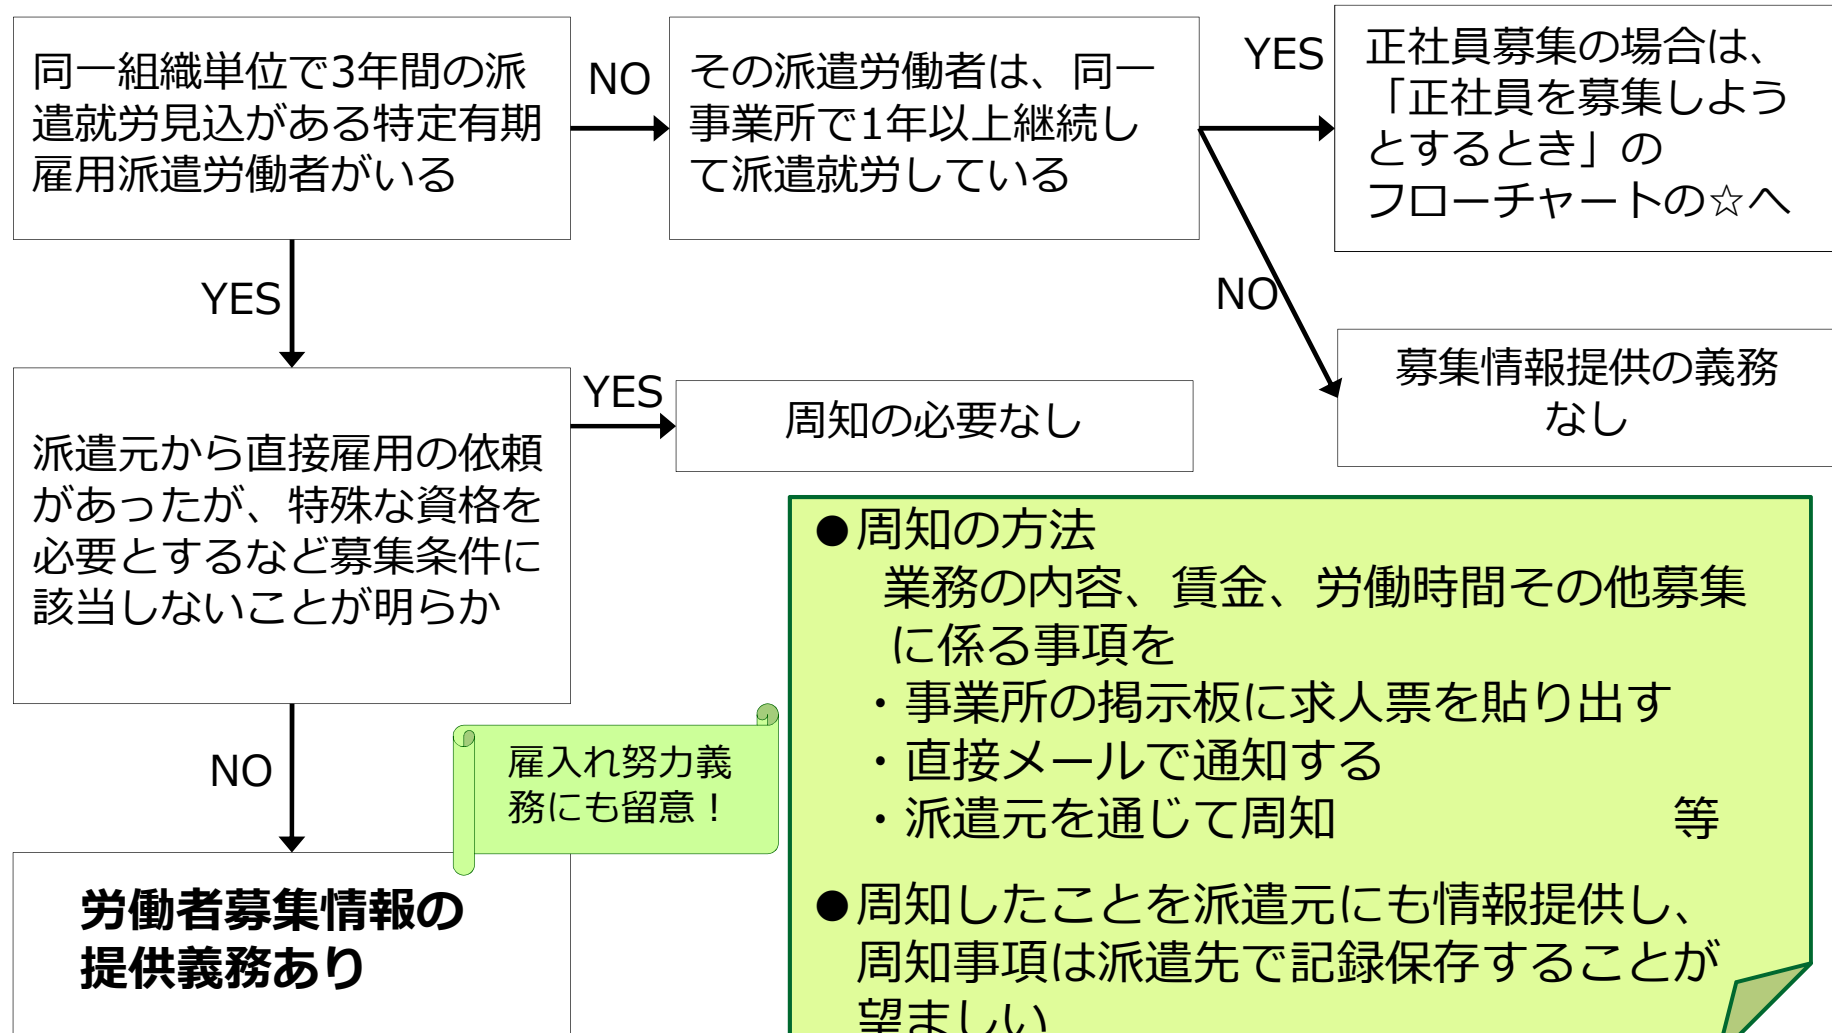 同一組織単位で3年間の派
遣就労見込がある特定有期
雇用派遣労働者がいる
NO
その派遣労働者は、同一
事業所で1年以上継続し
て派遣就労している
YES
正社員募集の場合は、
「正社員を募集しよう
とするとき」の
フローチャートの☆へ
YES
NO
募集情報提供の義務
なし
派遣元から直接雇用の依頼
があったが、特殊な資格を
必要とするなど募集条件に
該当しないことが明らか
YES
周知の必要なし
NO
雇入れ努力義
務にも留意！
労働者募集情報の
提供義務あり
●周知の方法
業務の内容、賃金、労働時間その他募集
に係る事項を
・事業所の掲示板に求人票を貼り出す
・直接メールで通知する
・派遣元を通じて周知 等
●周知したことを派遣元にも情報提供し、
周知事項は派遣先で記録保存することが
望ましい